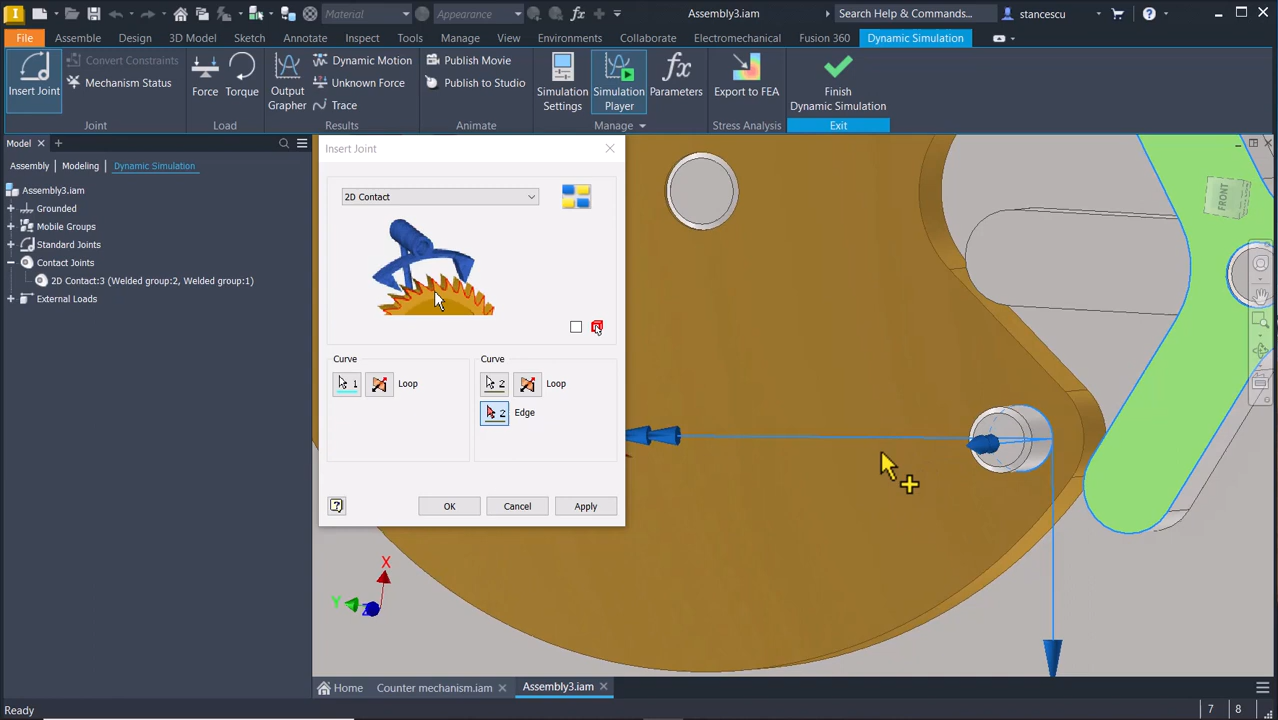 Material
Appearance
Assembly3.iam
Search Help & Commands...
stancescu
File
Assembly
Design
3D Model
Sketch
Annotate
Inspect
Tools
Manage
View
Environments
Collaborate
Electromechanical
Fusion 360
Dynamic Simulation
Insert Joint
Convert Constraints
Mechanism Status
Joint
Force
Torque
Load
Output Grapher
Dynamic Motion
Unknown Force
Trace
Results
Publish Movie
Publish to Studio
Animate
Simulation Settings
Simulation Player
Parameters
Manage
Export to FEA
Stress Analysis
Finish Dynamic Simulation
Exit
Model
Assembly
Modeling
Dynamic Simulation
Assembly3.iam
Grounded
Mobile Groups
Standard Joints
Contact Joints
2D Contact:3 (Welded group:2, Welded group:1)
External Loads
Insert Joint
2D Contact
Curve
1
Loop
Curve
2
Loop
2
Edge
OK
Cancel
Apply
FRONT
X
Y
Z
Home
Counter mechanism.iam
Assembly3.iam
Ready
7
8